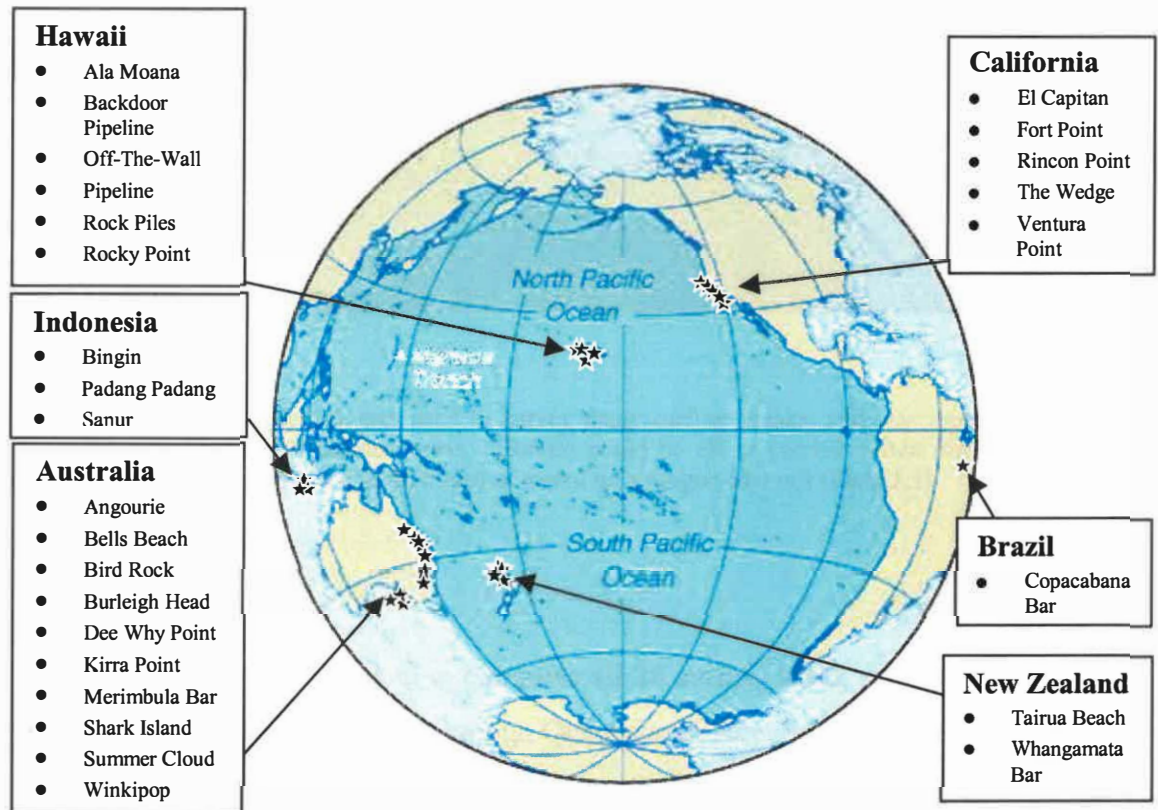 Hawaii
● Ala Moana
● Backdoor
Pipeline
● Off-The-Wall
● Pipeline
● Rock Piles
● Rocky Point
Indonesia
● Bingin
● Padang Padang
● Sanur
Australia
● Angourie
● Bells Beach
● Bird Rock
● Burleigh Head
● Dee Why Point
● Kirra Point
● Merimbula Bar
● Shark Island
● Summer Cloud
● Winkipop
North Pacific
Ocean
South Pacific
Ocean
California
● El Capitan
● Fort Point
● Rincon Point
● The Wedge
● Ventura
Point
Brazil
● Copacabana
Bar
New Zealand
● Tairua Beach
● Whangamata
Bar